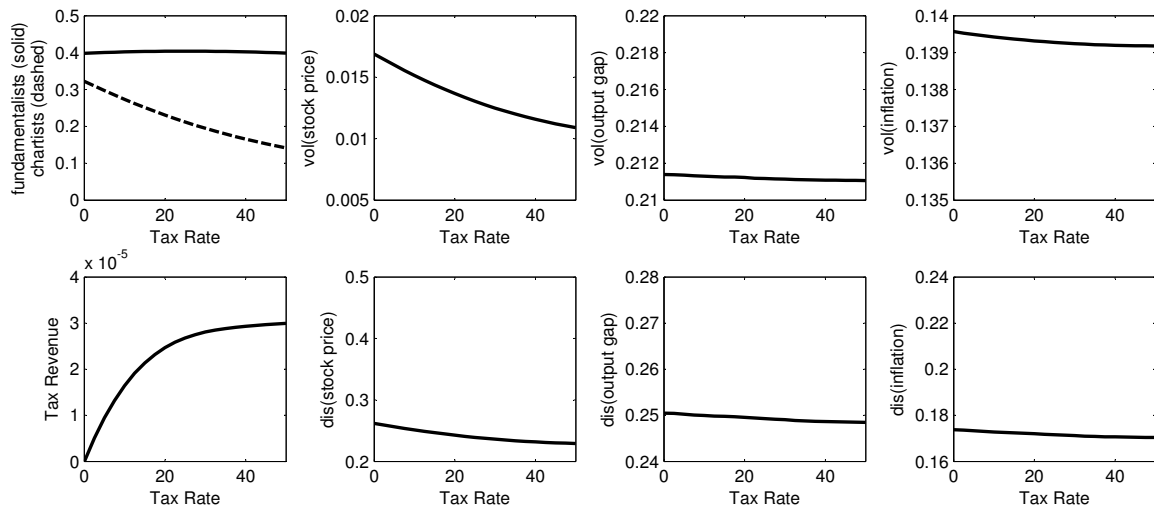 fundamentalists (solid)
chartists (dashed)
0.5
0.4
0.3
0.2
0.1
0
0 20 40
Tax Rate
vol(stock price)
0.02
0.015
0.01
0.005
0 20 40
Tax Rate
vol(output gap)
0.22
0.218
0.216
0.214
0.212
0.21
0 20 40
Tax Rate
vol(inflation)
0.14
0.139
0.138
0.137
0.136
0.135
0 20 40
Tax Rate
Tax Revenue
x 10-5
4
3
2
1
0
0 20 40
Tax Rate
dis(stock price)
0.5
0.4
0.3
0.2
0 20 40
Tax Rate
dis(output gap)
0.28
0.27
0.26
0.25
0.24
0 20 40
Tax Rate
dis(inflation)
0.24
0.22
0.2
0.18
0.16
0 20 40
Tax Rate